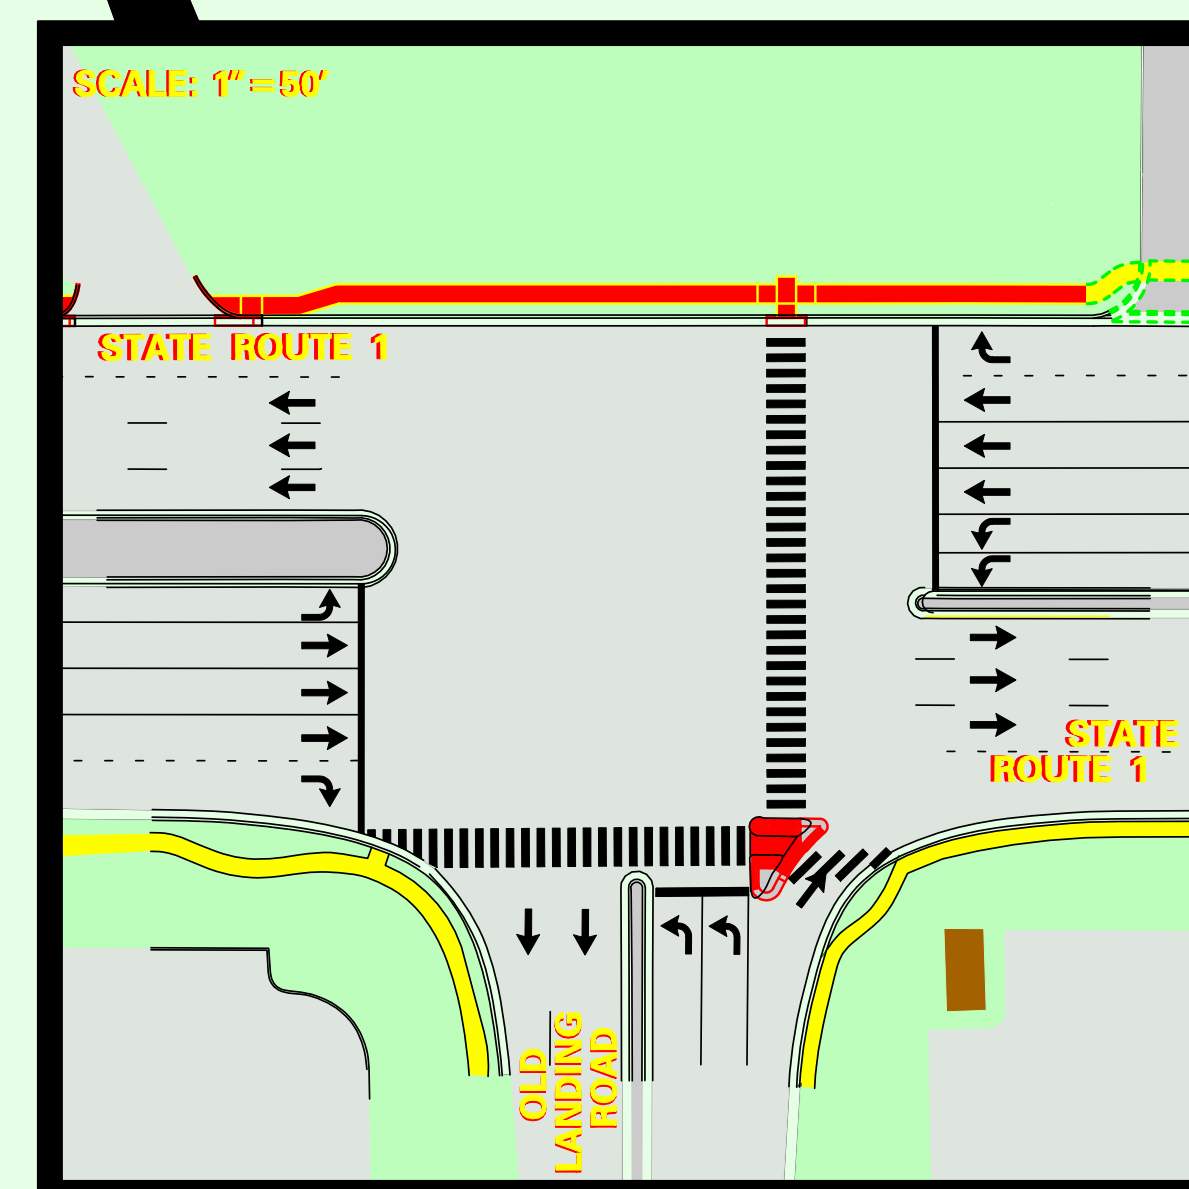 SCALE: 1"=50'
STATE ROUTE 1
STATE
ROUTE 1
OLD
LANDING
ROAD